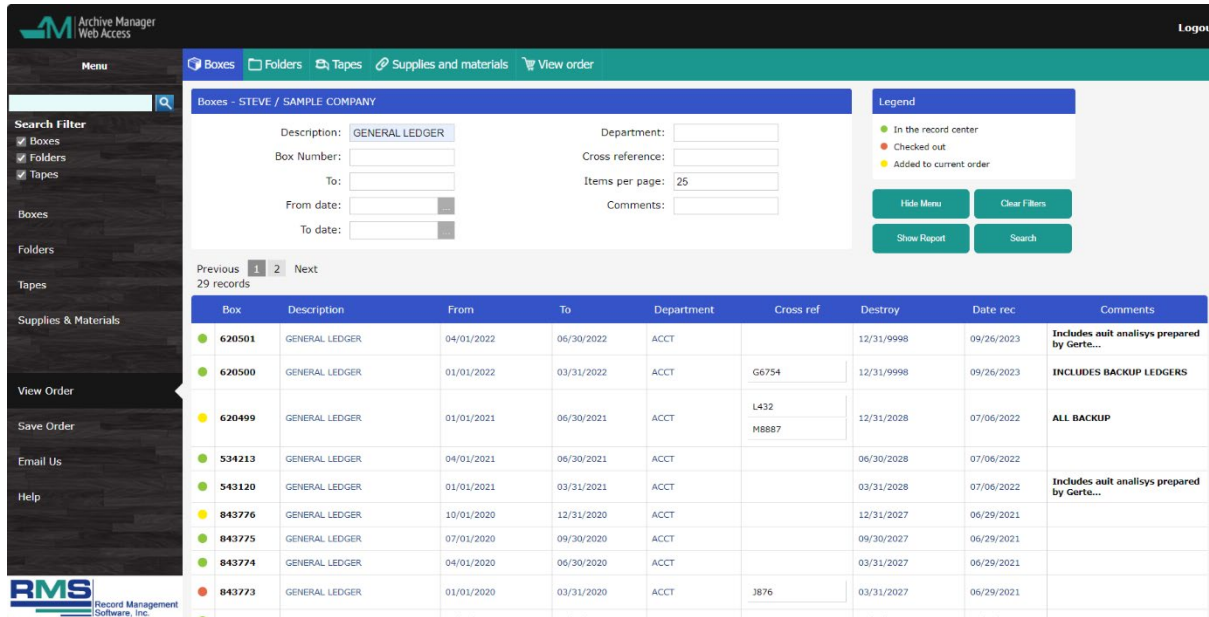 Archive Manager
Web Access
Logou
Menu
Boxes Folders Tapes Supplies and materials View order
Boxes - STEVE / SAMPLE COMPANY
Legend
Search Filter
Boxes
Folders
Tapes
Description: GENERAL LEDGER Department:
Box Number: Cross reference:
To: Items per page: 25
From date: ... Comments:
To date: ...
In the record center
Checked out
Added to current order
Hide Menu Clear Filters
Show Report Search
Boxes
Folders
Tapes
Supplies & Materials
View Order
Save Order
Email Us
Help
Previous 1 2 Next
29 records
Box Description From To Department Cross ref Destroy Date rec Comments
620501 GENERAL LEDGER 04/01/2022 06/30/2022 ACCT 12/31/9998 09/26/2023 Includes auit analisys prepared by Gerte...
620500 GENERAL LEDGER 01/01/2022 03/31/2022 ACCT G6754 12/31/9998 09/26/2023 INCLUDES BACKUP LEDGERS
620499 GENERAL LEDGER 01/01/2021 06/30/2021 ACCT L432 M8887 12/31/2028 07/06/2022 ALL BACKUP
534213 GENERAL LEDGER 04/01/2021 06/30/2021 ACCT 06/30/2028 07/06/2022
543120 GENERAL LEDGER 01/01/2021 03/31/2021 ACCT 03/31/2028 07/06/2022 Includes auit analisys prepared by Gerte...
843776 GENERAL LEDGER 10/01/2020 12/31/2020 ACCT 12/31/2027 06/29/2021
843775 GENERAL LEDGER 07/01/2020 09/30/2020 ACCT 09/30/2027 06/29/2021
843774 GENERAL LEDGER 04/01/2020 06/30/2020 ACCT 03/31/2027 06/29/2021
843773 GENERAL LEDGER 01/01/2020 03/31/2020 ACCT J876 03/31/2027 06/29/2021
RMS
Record Management
Software, Inc.